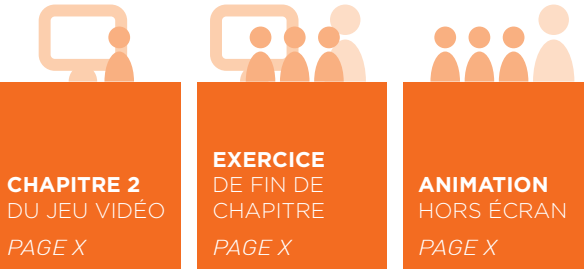 CHAPITRE 2
DU JEU VIDÉO
PAGE X
EXERCICE
DE FIN DE
CHAPITRE
PAGE X
ANIMATION
HORS ÉCRAN
PAGE X